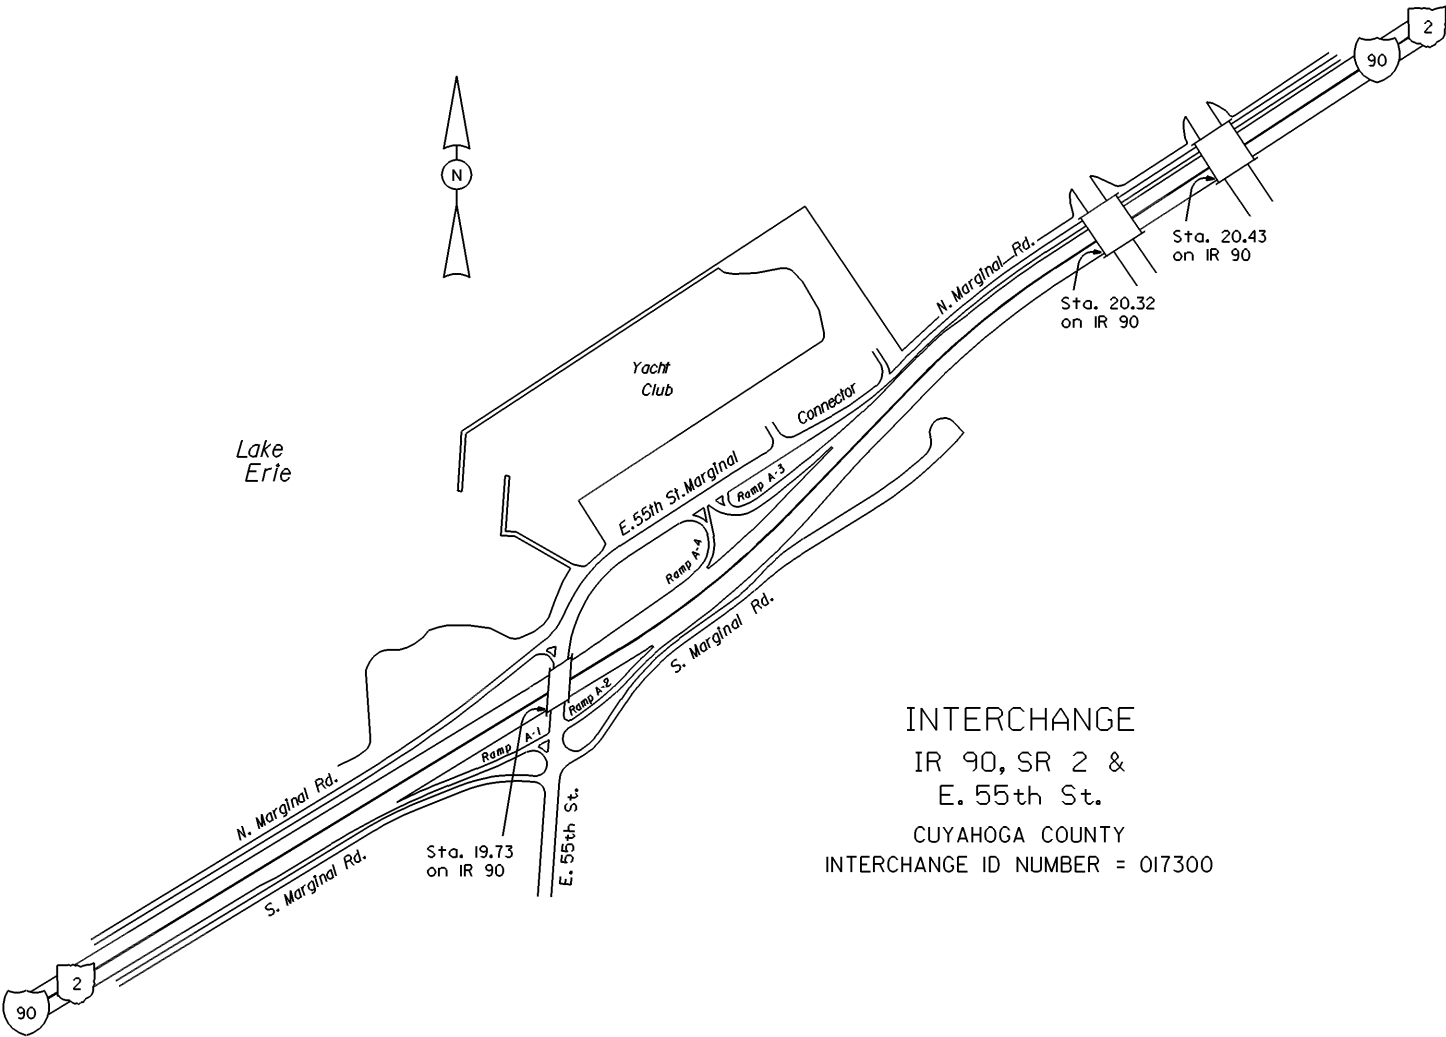 2
90
N
Sta. 20.43
on IR 90
N. Marginal Rd.
Sta. 20.32
on IR 90
Yacht
Club
Connector
Lake
Erie
E.55th St.Marginal
Ramp A-3
Ramp A-4
S. Marginal Rd.
Ramp A-2
Ramp A-1
N. Marginal Rd.
S. Marginal Rd.
Sta. 19.73
on IR 90
E. 55th St.
INTERCHANGE
IR 90, SR 2 &
E. 55th St.
CUYAHOGA COUNTY
INTERCHANGE ID NUMBER = 017300
2
90